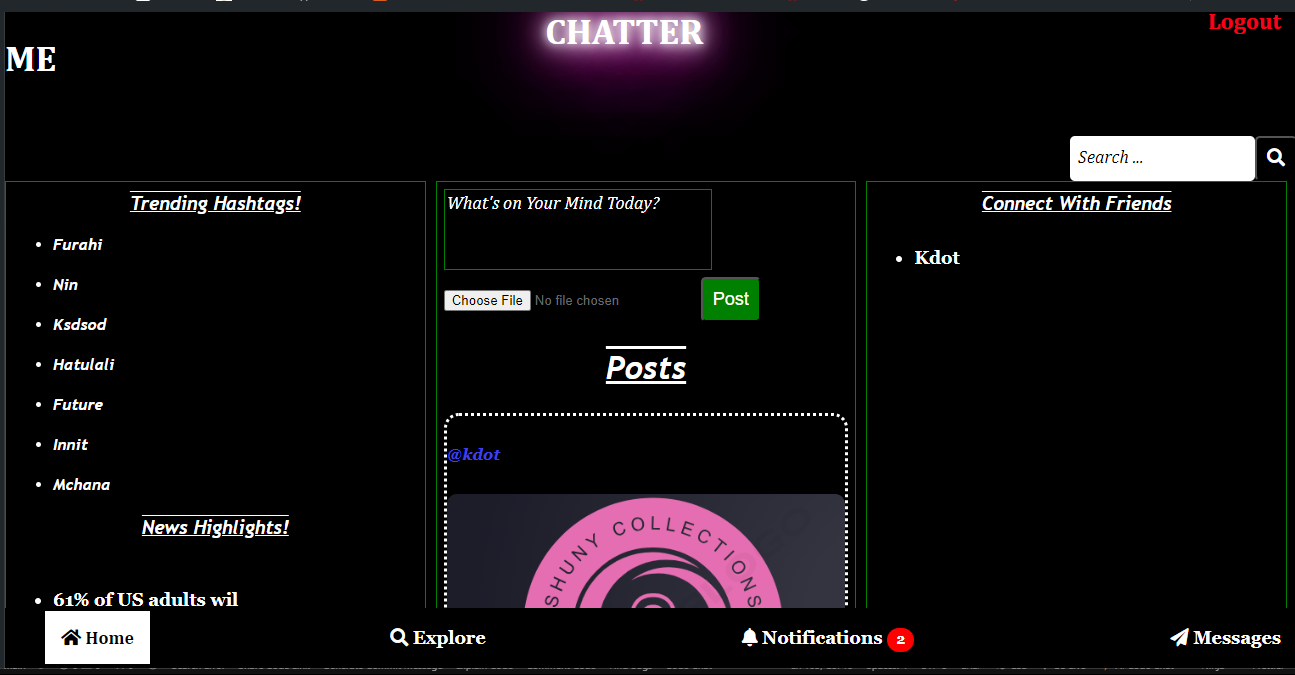 CHATTER
Logout
ME
Search ...
Trending Hashtags!
Furahi
Nin
Ksdsod
Hatulali
Future
Innit
Mchana
News Highlights!
61% of US adults wil
What's on Your Mind Today?
Choose File No file chosen
Post
Posts
@kdot
SHUNY COLLECTIONS
LOGO
Connect With Friends
Kdot
Home
Explore
Notifications 2
Messages